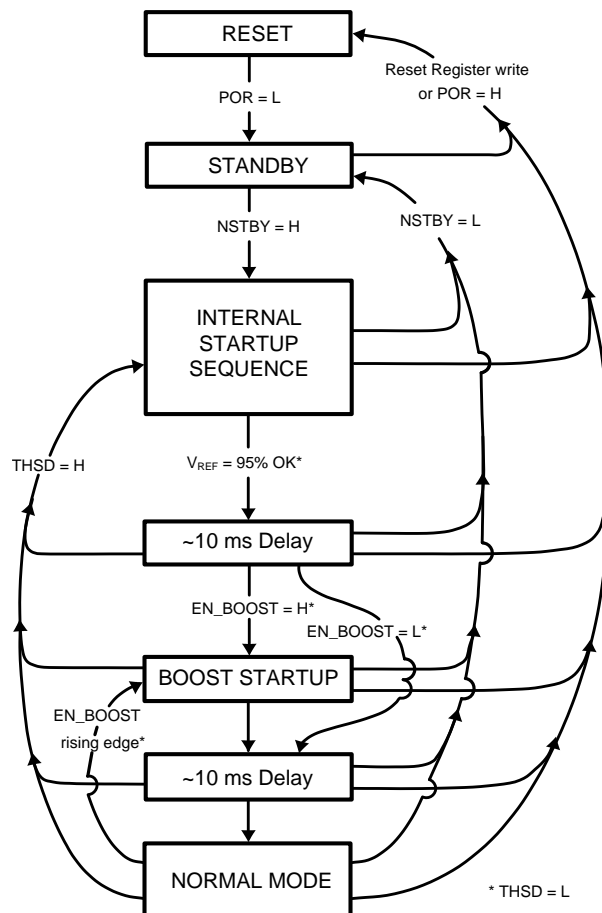 RESET
Reset Register write
or POR = H
POR = L
STANDBY
NSTBY = H
NSTBY = L
INTERNAL
STARTUP
SEQUENCE
THSD = H
VREF = 95% OK*
~10 ms Delay
EN_BOOST = H*
EN_BOOST = L*
BOOST STARTUP
EN_BOOST
rising edge*
~10 ms Delay
NORMAL MODE
* THSD = L